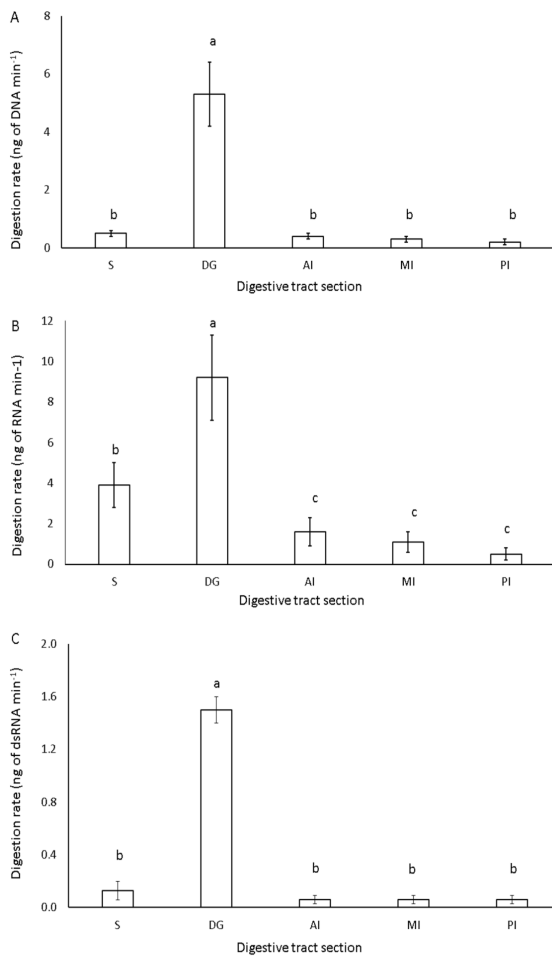 A
Digestion rate (ng of DNA min⁻¹)
8
6
4
2
0
a
b
b
b
b
S DG AI MI PI
Digestive tract section
B
Digestion rate (ng of RNA min-1)
12
10
8
6
4
2
0
a
b
c
c
c
S DG AI MI PI
Digestive tract section
C
Digestion rate (ng of dsRNA min⁻¹)
2.0
1.6
1.2
0.8
0.4
0.0
a
b
b
b
b
S DG AI MI PI
Digestive tract section